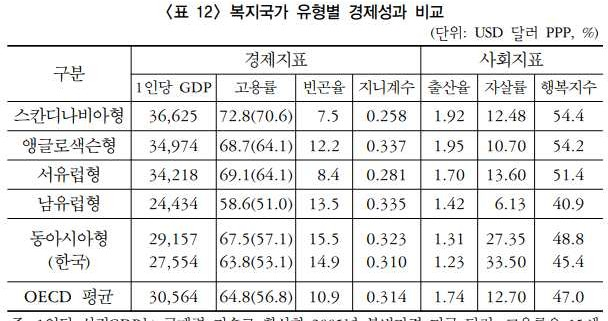 <표 12> 복지국가 유형별 경제성과 비교
(단위: USD 달러 PPP, %)
구분 경제지표 사회지표
1인당 GDP 고용률 빈곤율 지니계수 출산율 자살률 행복지수
스칸디나비아형 36,625 72.8(70.6) 7.5 0.258 1.92 12.48 54.4
앵글로색슨형 34,974 68.7(64.1) 12.2 0.337 1.95 10.70 54.2
서유럽형 34,218 69.1(64.1) 8.4 0.281 1.70 13.60 51.4
남유럽형 24,434 58.6(51.0) 13.5 0.335 1.42 6.13 40.9
동아시아형 29,157 67.5(57.1) 15.5 0.323 1.31 27.35 48.8
(한국) 27,554 63.8(53.1) 14.9 0.310 1.23 33.50 45.4
OECD 평균 30,564 64.8(56.8) 10.9 0.314 1.74 12.70 47.0